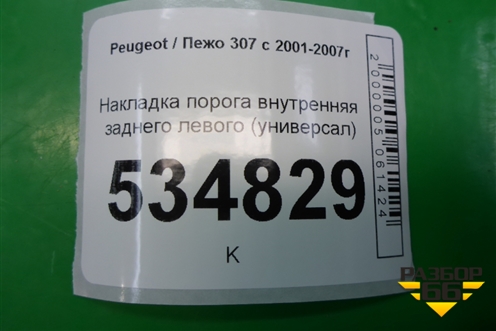 Peugeot / Пежо 307 с 2001-2007г
Накладка порога внутренняя
заднего левого (универсал)
534829
К
2000005061424
РАЗБОР
66